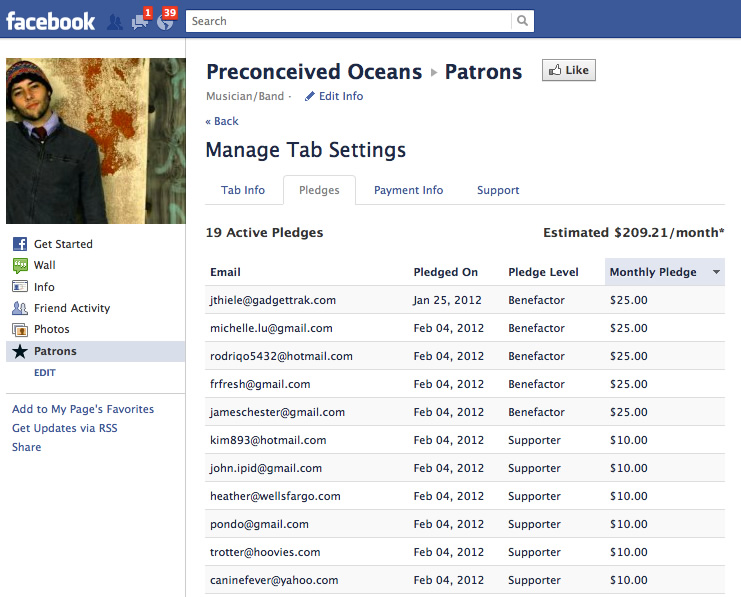 facebook 1 39 Search
Preconceived Oceans ▸ Patrons Like
Musician/Band · Edit Info
« Back
Manage Tab Settings
Tab Info Pledges Payment Info Support
19 Active Pledges Estimated $209.21/month*
Email Pledged On Pledge Level Monthly Pledge
jthiele@gadgettrak.com Jan 25, 2012 Benefactor $25.00
michelle.lu@gmail.com Feb 04, 2012 Benefactor $25.00
rodriqo5432@hotmail.com Feb 04, 2012 Benefactor $25.00
frfresh@gmail.com Feb 04, 2012 Benefactor $25.00
jameschester@gmail.com Feb 04, 2012 Benefactor $25.00
kim893@hotmail.com Feb 04, 2012 Supporter $10.00
john.ipid@gmail.com Feb 04, 2012 Supporter $10.00
heather@wellsfargo.com Feb 04, 2012 Supporter $10.00
pondo@gmail.com Feb 04, 2012 Supporter $10.00
trotter@hoovies.com Feb 04, 2012 Supporter $10.00
caninefever@yahoo.com Feb 04, 2012 Supporter $10.00
Get Started
Wall
Info
Friend Activity
Photos
Patrons
EDIT
Add to My Page's Favorites
Get Updates via RSS
Share